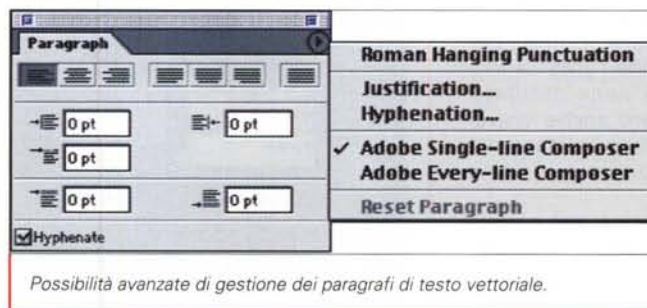 Paragraph
Roman Hanging Punctuation
Justification...
Hyphenation...
✓ Adobe Single-line Composer
Adobe Every-line Composer
Reset Paragraph
0 pt
0 pt
0 pt
0 pt
0 pt
Hyphenate
Possibilità avanzate di gestione dei paragrafi di testo vettoriale.